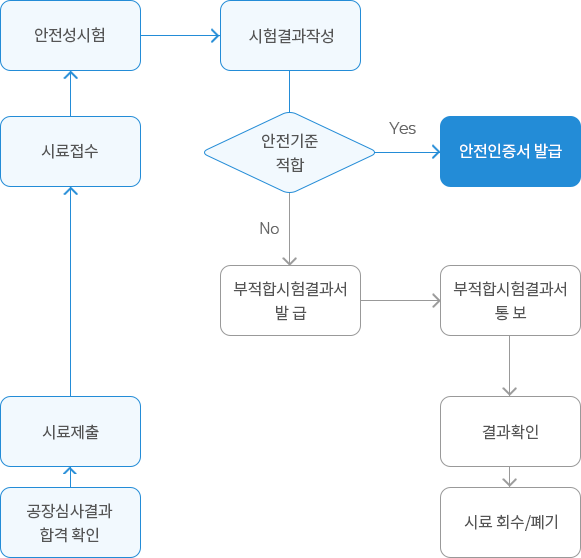 안전성시험
시험결과작성
시료접수
안전기준
적합
Yes
안전인증서 발급
No
부적합시험결과서
발 급
부적합시험결과서
통 보
시료제출
결과확인
공장심사결과
합격 확인
시료 회수/폐기